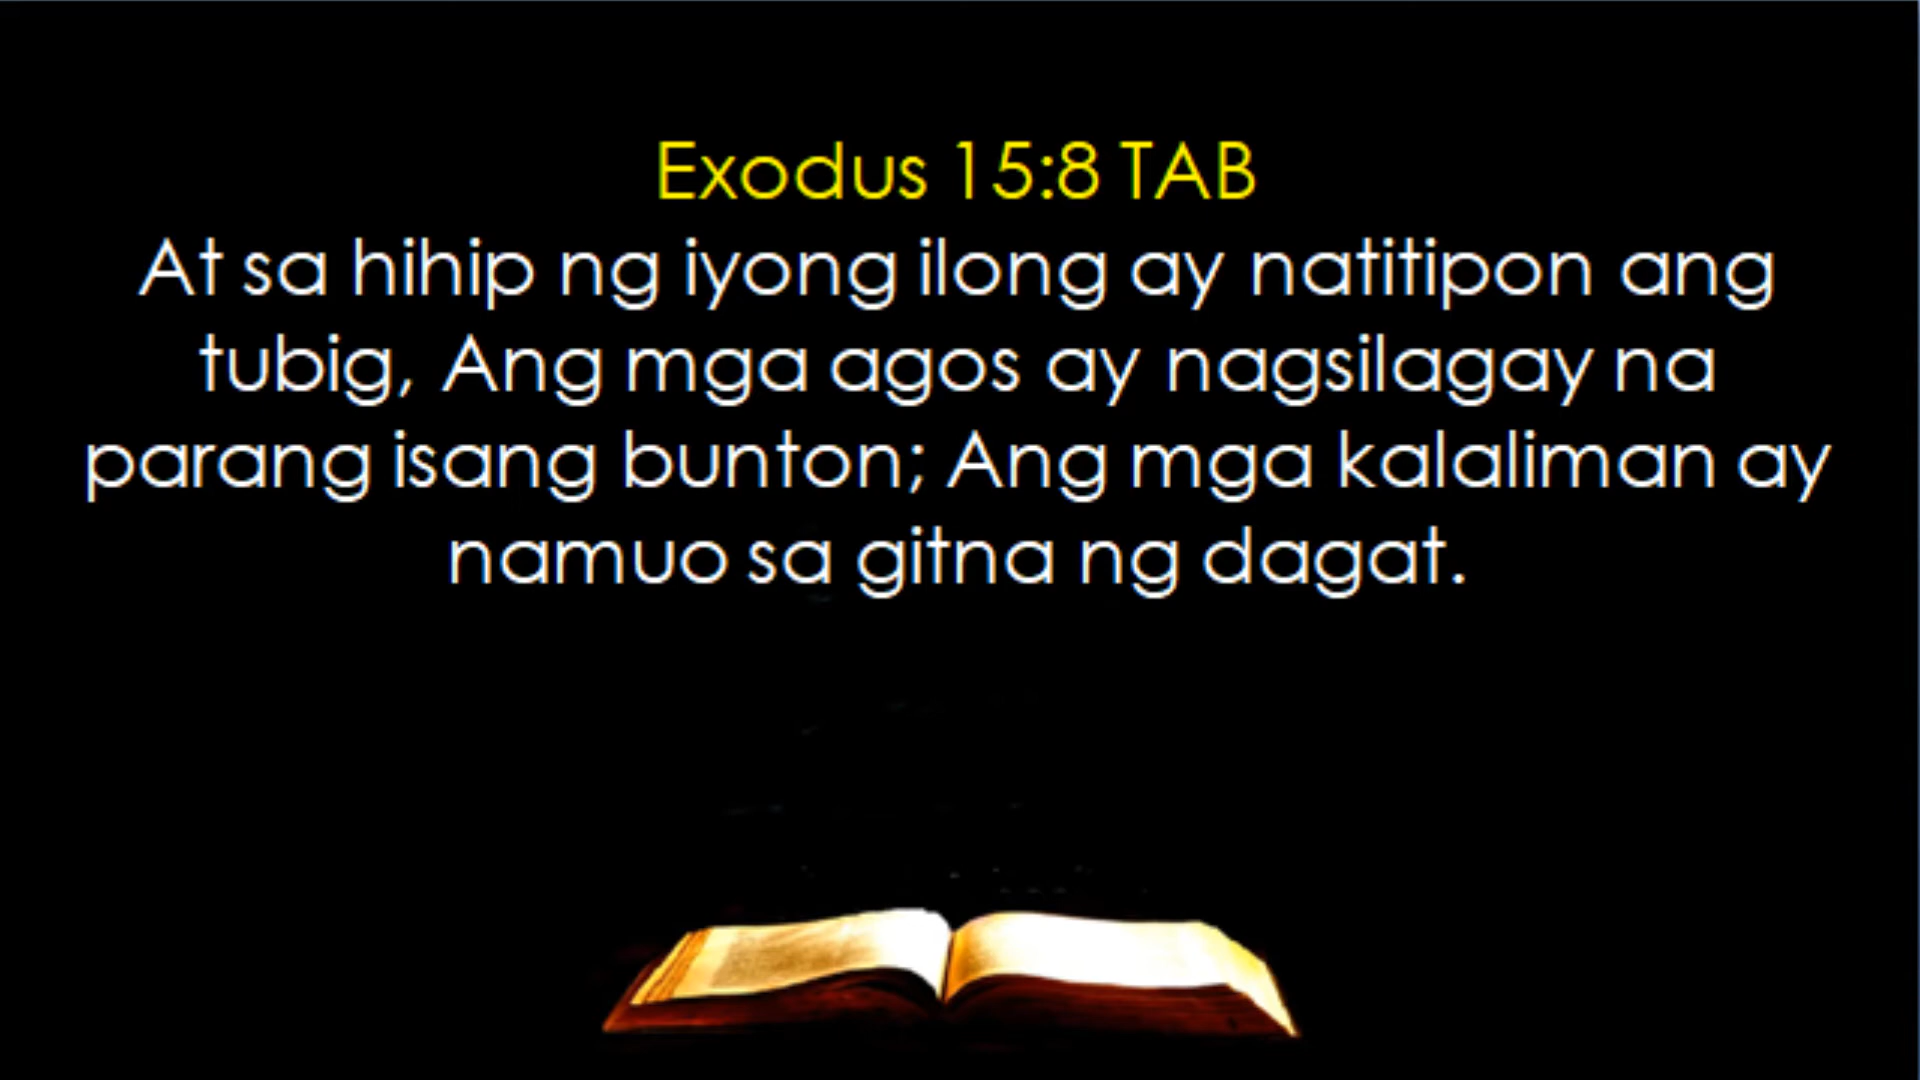 Exodus 15:8 TAB
At sa hihip ng iyong ilong ay natitipon ang
tubig, Ang mga agos ay nagsilagay na
parang isang bunton; Ang mga kalaliman ay
namuo sa gitna ng dagat.